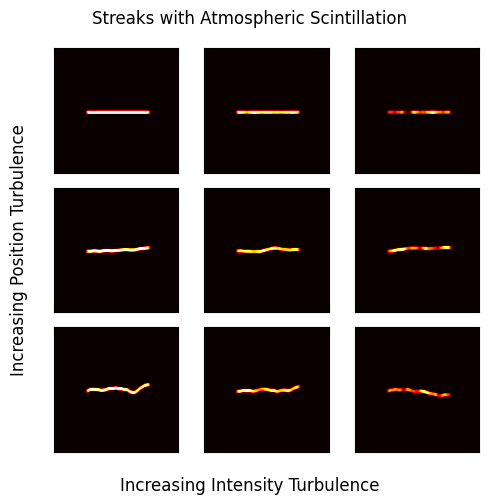 Streaks with Atmospheric Scintillation
Increasing Position Turbulence
Increasing Intensity Turbulence